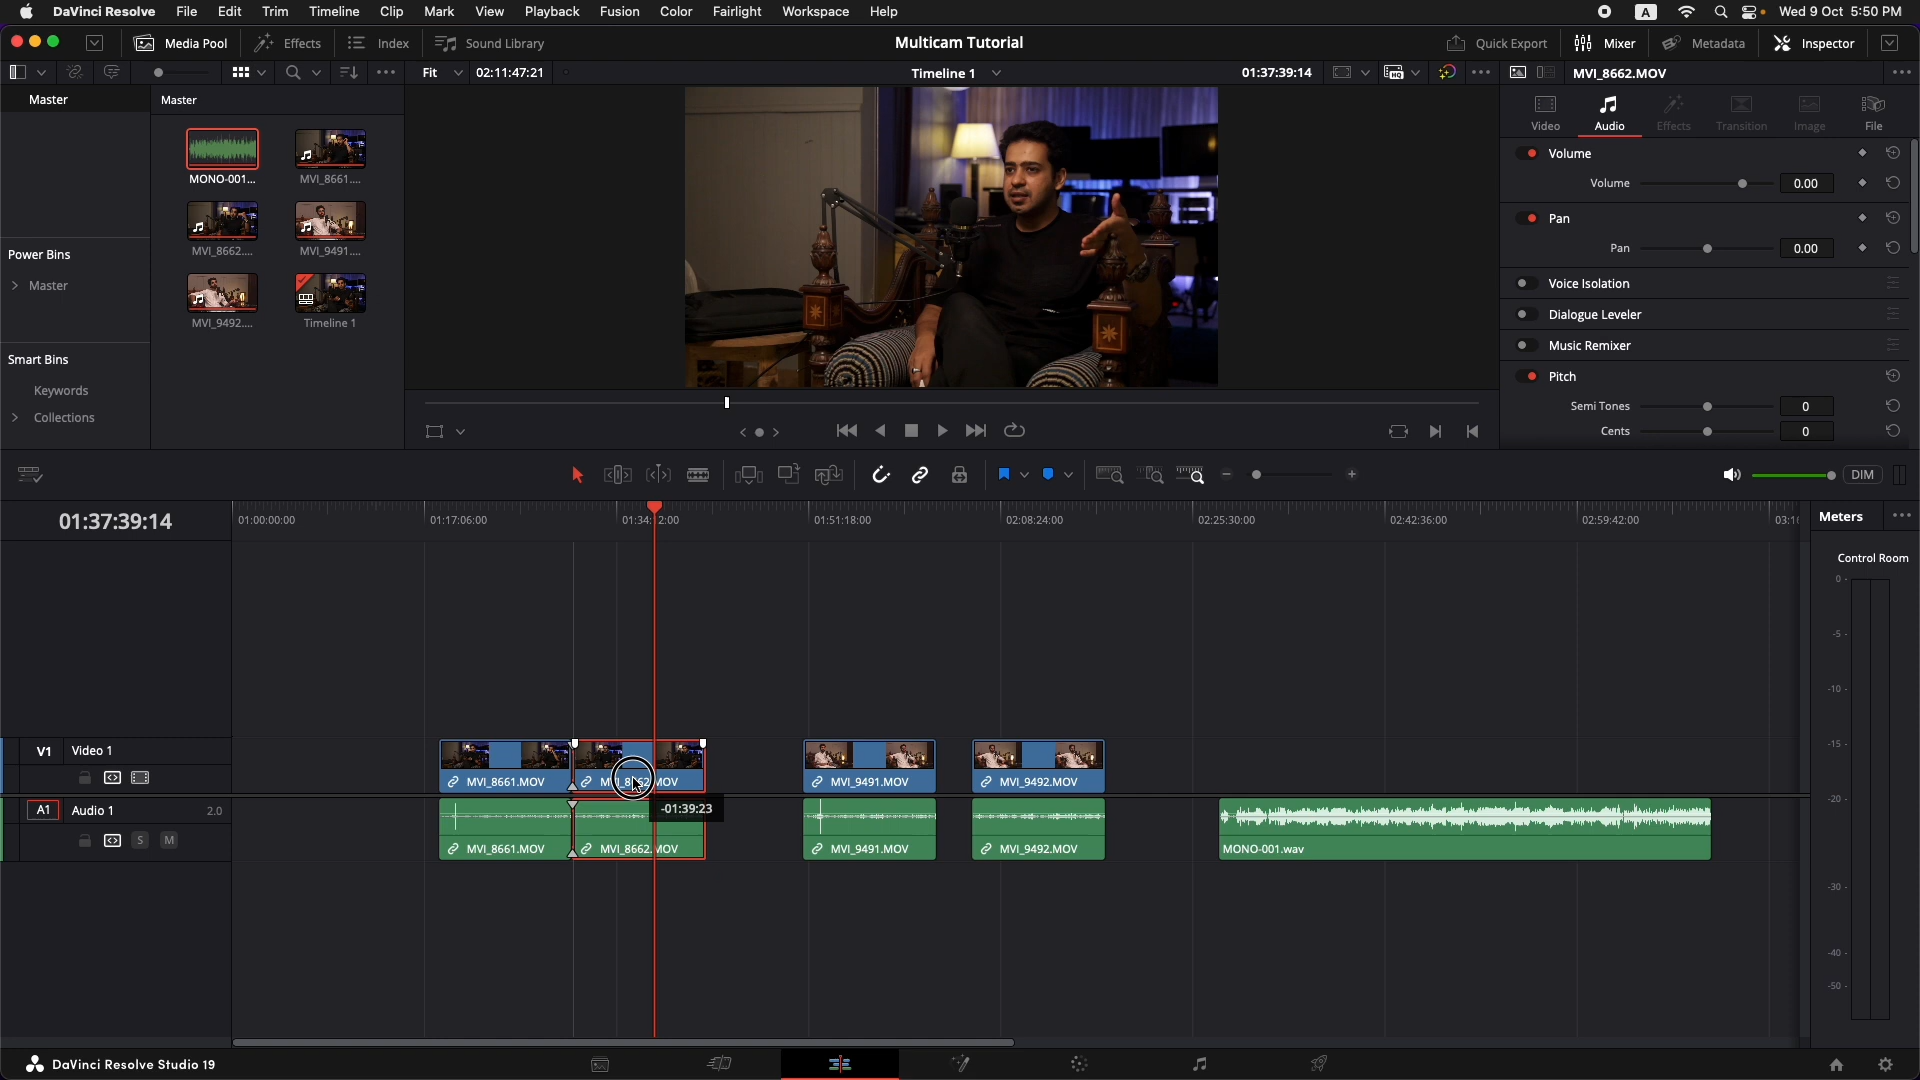 DaVinci Resolve File Edit Trim Timeline Clip Mark View Playback Fusion Color Fairlight Workspace Help A Wed 9 Oct 5:50 PM
Media Pool Effects Index Sound Library Multicam Tutorial Quick Export Mixer Metadata Inspector
Fit 02:11:47:21 Timeline 1 01:37:39:14 MVI_8662.MOV
Master
Power Bins
Master
Smart Bins
Keywords
Collections
Master
MONO-001... MVI_8661....
MVI_8662.... MVI_9491....
MVI_9492.... Timeline 1
Video Audio Effects Transition Image File
Volume
Volume 0.00
Pan
Pan 0.00
Voice Isolation
Dialogue Leveler
Music Remixer
Pitch
Semi Tones 0
Cents 0
DIM
01:37:39:14
01:00:00:00 01:17:06:00 01:34:12:00 01:51:18:00 02:08:24:00 02:25:30:00 02:42:36:00 02:59:42:00
Meters
Control Room
0
-5
-10
-15
-20
-30
-40
-50
V1 Video 1
MVI_8661.MOV MOV MVI_9491.MOV MVI_9492.MOV
-01:39:23
A1 Audio 1 2.0
S M
MVI_8661.MOV MVI_8662.MOV MVI_9491.MOV MVI_9492.MOV MONO-001.wav
DaVinci Resolve Studio 19